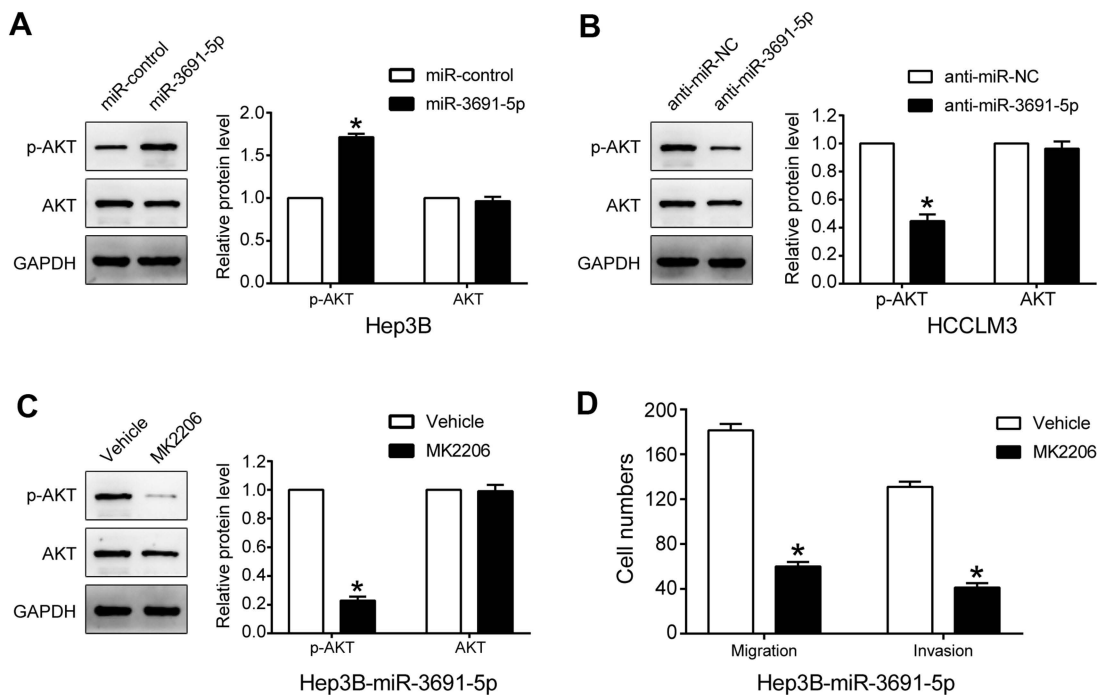 A
miR-control
miR-3691-5p
p-AKT
AKT
GAPDH
miR-control
miR-3691-5p
Relative protein level
2.0
1.5
1.0
0.5
0.0
*
p-AKT
AKT
Hep3B
B
anti-miR-NC
anti-miR-3691-5p
p-AKT
AKT
GAPDH
anti-miR-NC
anti-miR-3691-5p
Relative protein level
1.2
1.0
0.8
0.6
0.4
0.2
0.0
*
p-AKT
AKT
HCCLM3
C
Vehicle
MK2206
p-AKT
AKT
GAPDH
Vehicle
MK2206
Relative protein level
1.2
1.0
0.8
0.6
0.4
0.2
0.0
*
p-AKT
AKT
Hep3B-miR-3691-5p
D
Vehicle
MK2206
Cell numbers
200
160
120
80
40
0
*
*
Migration
Invasion
Hep3B-miR-3691-5p